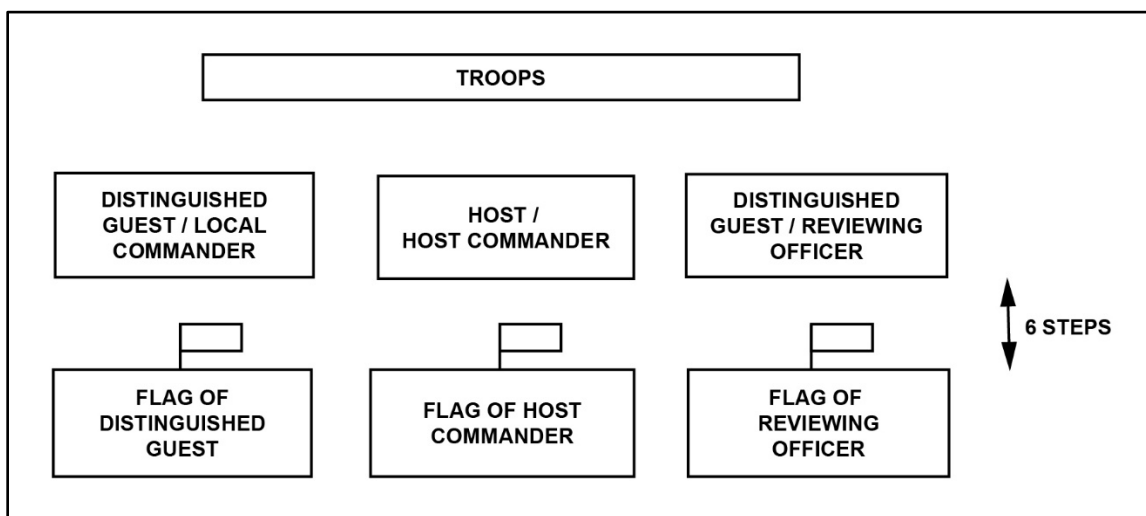 TROOPS
DISTINGUISHED
GUEST / LOCAL
COMMANDER
HOST /
HOST COMMANDER
DISTINGUISHED
GUEST / REVIEWING
OFFICER
6 STEPS
FLAG OF
DISTINGUISHED
GUEST
FLAG OF HOST
COMMANDER
FLAG OF
REVIEWING
OFFICER